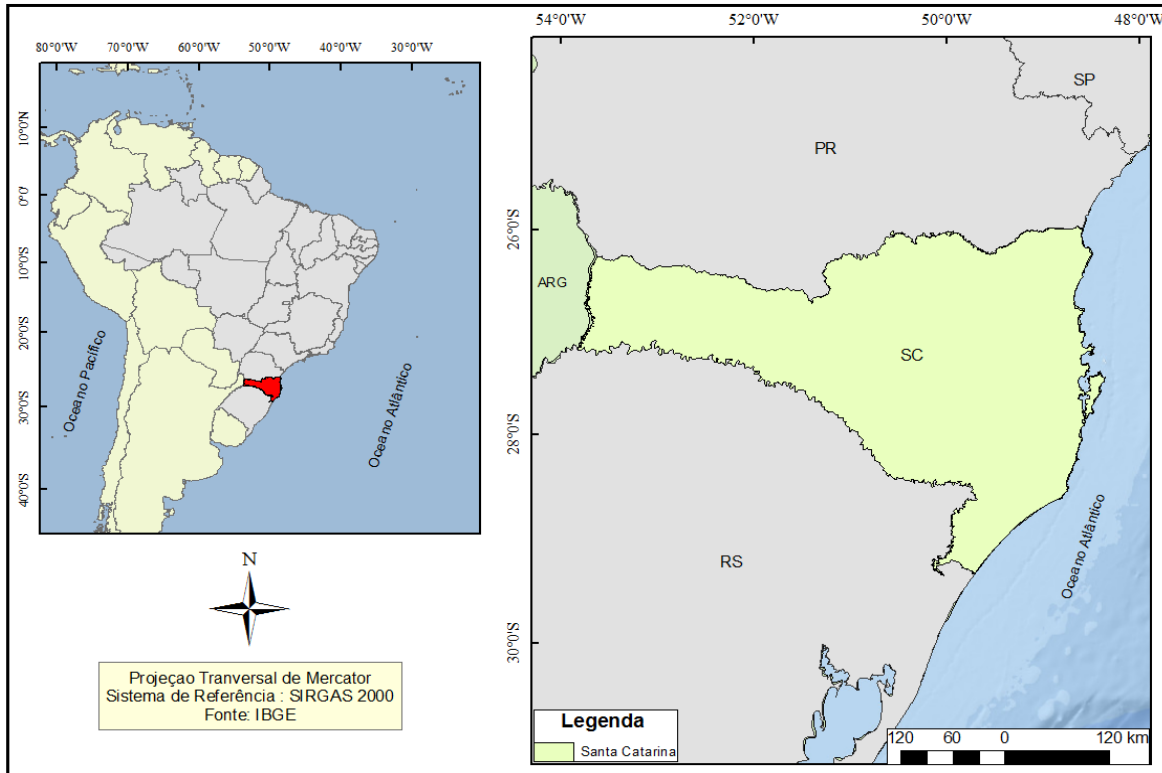 80°0'W 70°0'W 60°0'W 50°0'W 40°0'W 30°0'W
10°0'N
0°0'
10°0'S
20°0'S
30°0'S
40°0'S
Oceano Pacífico
Oceano Atlântico
N
Projeçao Tranversal de Mercator
Sistema de Referência : SIRGAS 2000
Fonte: IBGE
54°0'W 52°0'W 50°0'W 48°0'W
26°0'S
28°0'S
30°0'S
SP
PR
ARG
SC
RS
Oceano Atlântico
Legenda
Santa Catarina
120 60 0 120 km